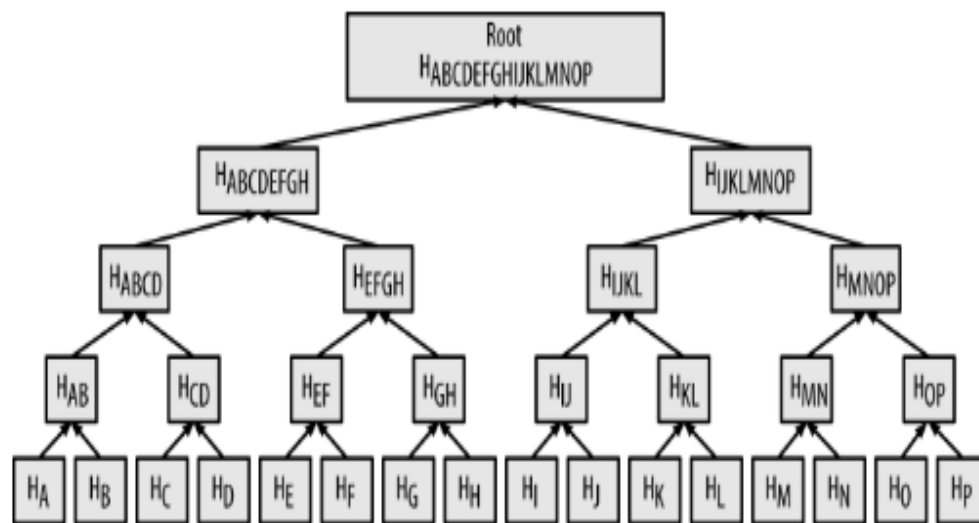 Root
HABCDEFGHIJKLMNOP
HABCDEFGH
HIJKLMNOP
HABCD
HEFGH
HIJKL
HMNOP
HAB
HCD
HEF
HGH
HIJ
HKL
HMN
HOP
HA
HB
HC
HD
HE
HF
HG
HH
HI
HJ
HK
HL
HM
HN
HO
HP